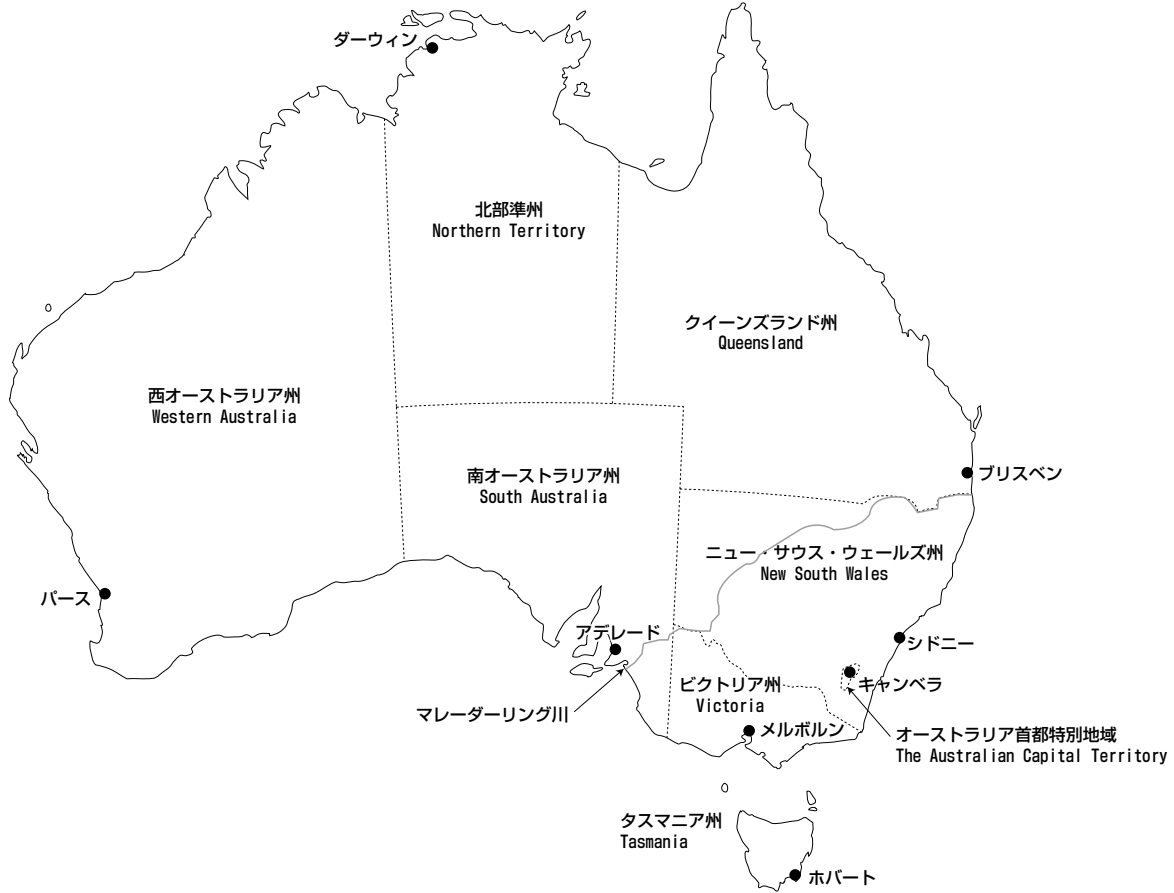 ダーウィン
北部準州
Northern Territory
クイーンズランド州
Queensland
西オーストラリア州
Western Australia
南オーストラリア州
South Australia
ブリスベン
ニュー・サウス・ウェールズ州
New South Wales
パース
アデレード
シドニー
ビクトリア州
Victoria
キャンベラ
マレーダーリング川
メルボルン
オーストラリア首都特別地域
The Australian Capital Territory
タスマニア州
Tasmania
ホバート